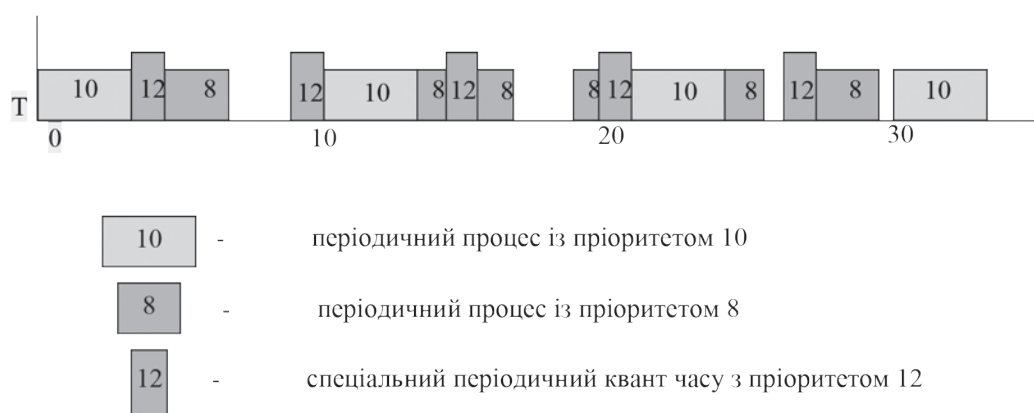 10 12 8 12 10 8 12 8 8 12 10 8 12 8 10
T
0 10 20 30
10 - періодичний процес із пріоритетом 10
8 - періодичний процес із пріоритетом 8
12 - спеціальний періодичний квант часу з пріоритетом 12